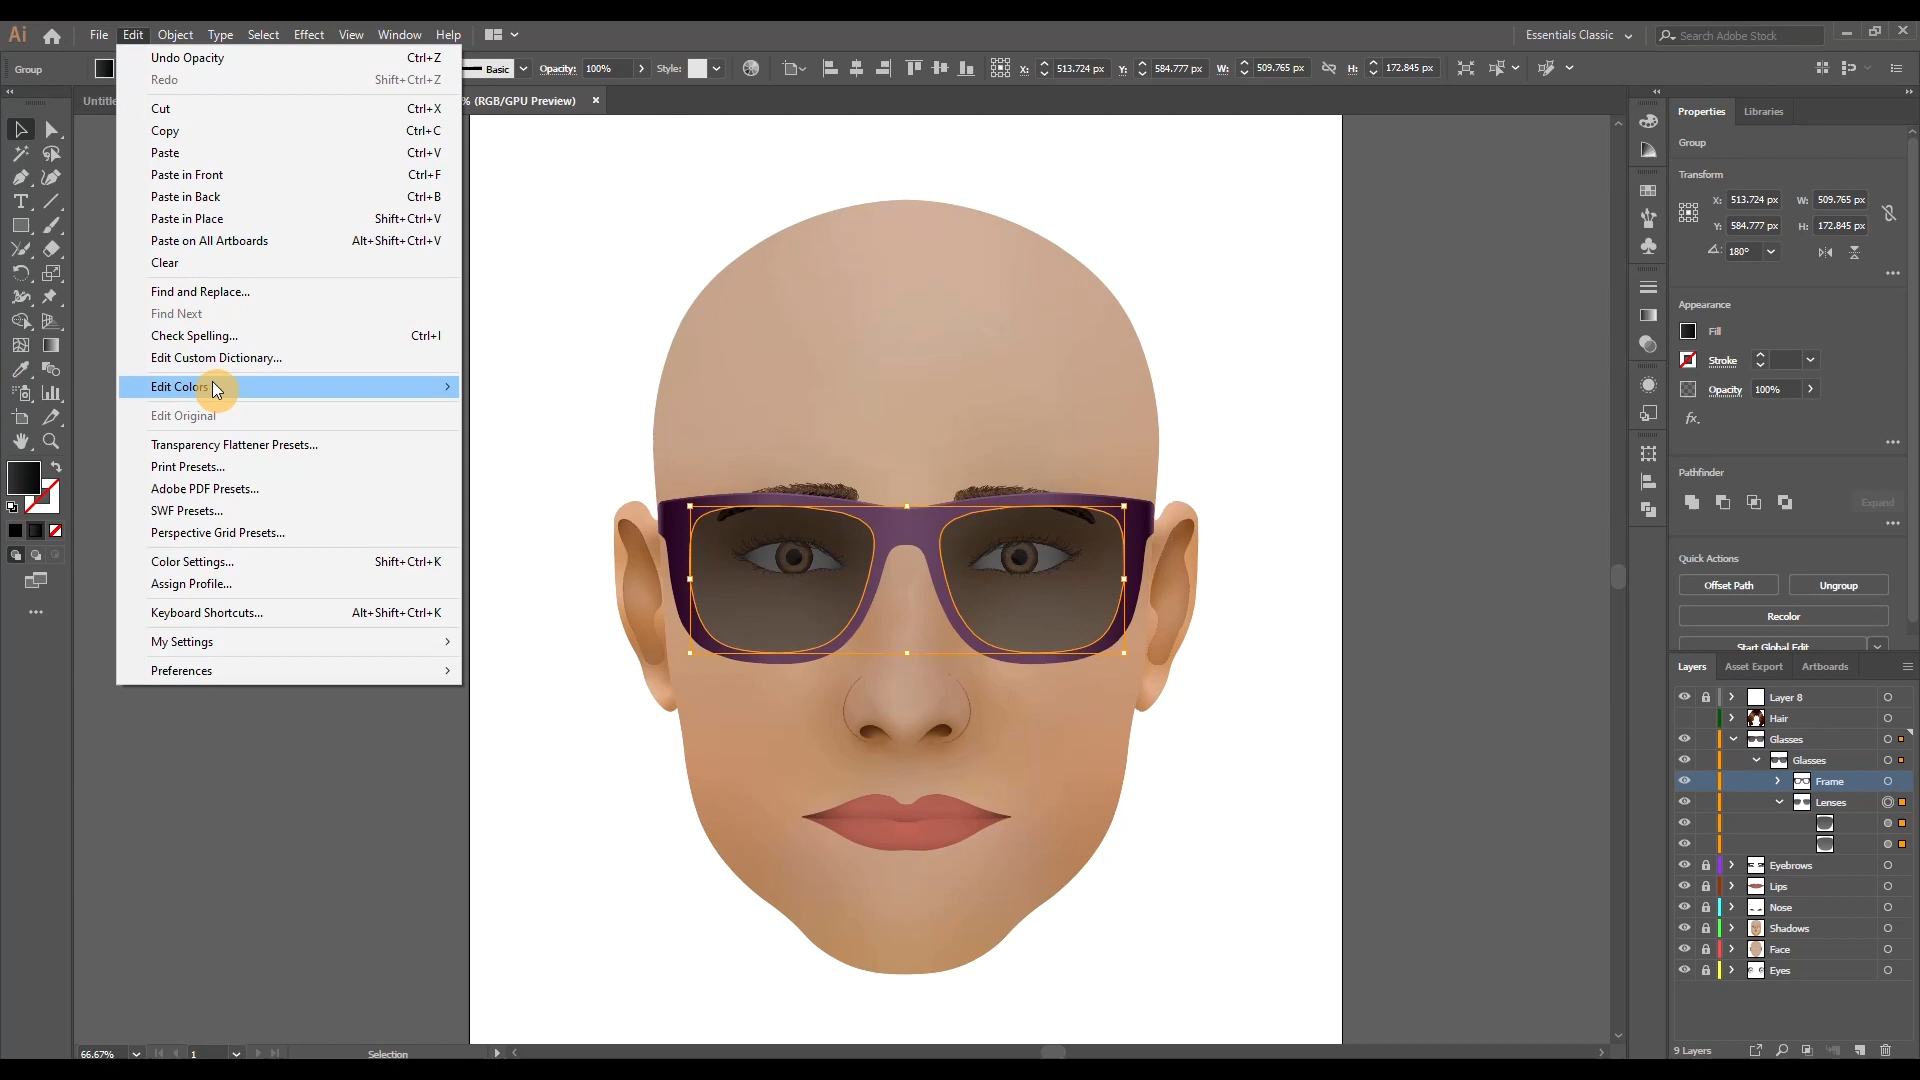 Ai File Edit Object Type Select Effect View Window Help Essentials Classic Search Adobe Stock
Group Basic Opacity: 100% Style: X: 513.724 px Y: 584.777 px W: 509.765 px H: 172.845 px
Untitle % (RGB/GPU Preview) ×
Undo Opacity Ctrl+Z
Redo Shift+Ctrl+Z
Cut Ctrl+X
Copy Ctrl+C
Paste Ctrl+V
Paste in Front Ctrl+F
Paste in Back Ctrl+B
Paste in Place Shift+Ctrl+V
Paste on All Artboards Alt+Shift+Ctrl+V
Clear
Find and Replace...
Find Next
Check Spelling... Ctrl+I
Edit Custom Dictionary...
Edit Colors
Edit Original
Transparency Flattener Presets...
Print Presets...
Adobe PDF Presets...
SWF Presets...
Perspective Grid Presets...
Color Settings... Shift+Ctrl+K
Assign Profile...
Keyboard Shortcuts... Alt+Shift+Ctrl+K
My Settings
Preferences
Properties Libraries
Group
Transform
X: 513.724 px W: 509.765 px
Y: 584.777 px H: 172.845 px
180°
Appearance
Fill
Stroke
Opacity 100%
fx.
Pathfinder
Expand
Quick Actions
Offset Path Ungroup
Recolor
Start Global Edit
Layers Asset Export Artboards
Layer 8
Hair
Glasses
Glasses
Frame
Lenses
Eyebrows
Lips
Nose
Shadows
Face
Eyes
9 Layers
66.67% 1 Selection